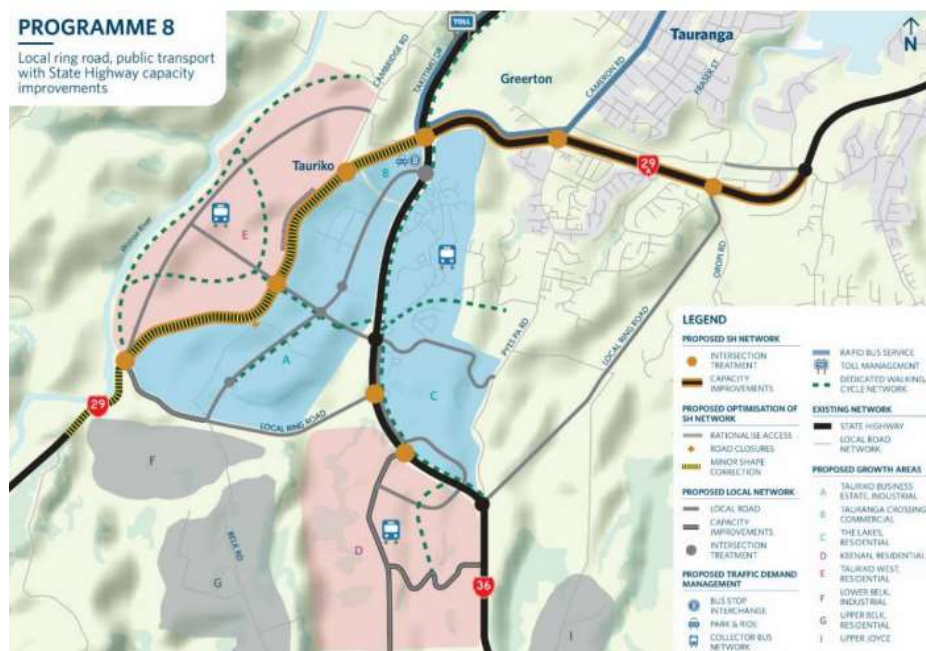 PROGRAMME 8
Local ring road, public transport
with State Highway capacity
improvements
TOLL
Tauranga
N
CAMBRIDGE RD
TAKITIMU DR
Greerton
CAMERON RD
FRASER ST
Tauriko
B
B
29
A
E
Wairoa River
OROPI RD
PYES PA RD
LOCAL RING ROAD
A
C
29
LOCAL RING ROAD
F
BELK RD
D
G
36
I
LEGEND
PROPOSED SH NETWORK
INTERSECTION
TREATMENT
CAPACITY
IMPROVEMENTS
PROPOSED OPTIMISATION OF
SH NETWORK
RATIONALISE ACCESS
ROAD CLOSURES
MINOR SHAPE
CORRECTION
PROPOSED LOCAL NETWORK
LOCAL ROAD
CAPACITY
IMPROVEMENTS
INTERSECTION
TREATMENT
PROPOSED TRAFFIC DEMAND
MANAGEMENT
BUS STOP
INTERCHANGE
PARK & RIDE
COLLECTOR BUS
NETWORK
RAPID BUS SERVICE
TOLL MANAGEMENT
DEDICATED WALKING/
CYCLE NETWORK
EXISTING NETWORK
STATE HIGHWAY
LOCAL ROAD
NETWORK
PROPOSED GROWTH AREAS
A TAURIKO BUSINESS
ESTATE, INDUSTRIAL
B TAURANGA CROSSING
COMMERCIAL
C THE LAKES,
RESIDENTIAL
D KEENAN, RESIDENTIAL
E TAURIKO WEST,
RESIDENTIAL
F LOWER BELK,
INDUSTRIAL
G UPPER BELK,
RESIDENTIAL
I UPPER JOYCE